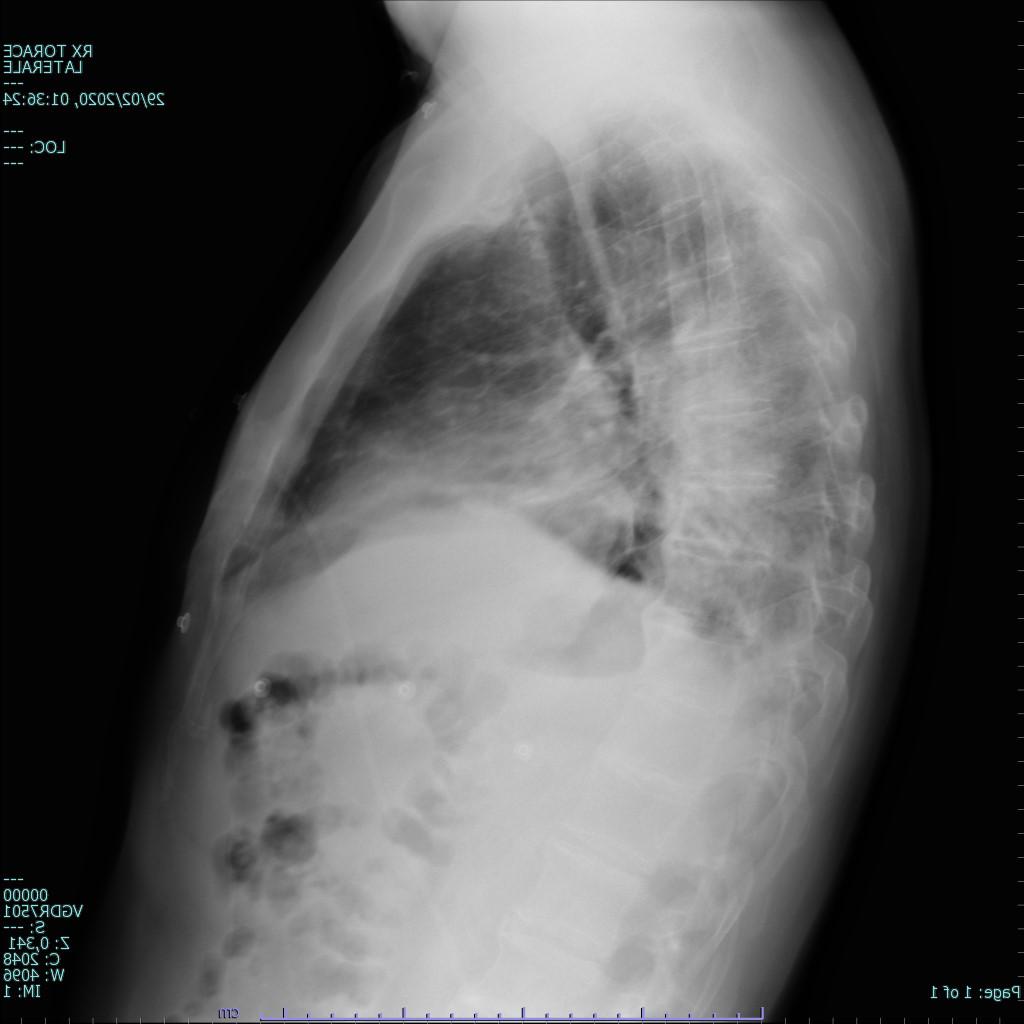 RX TORACE
LATERALE
---
29/02/2020, 01:36:24
---
LOC: ---
---
---
00000
VGDR7501
S: ---
Z: 0,341
C: 2048
W: 4096
IM: 1
Page: 1 of 1
cm